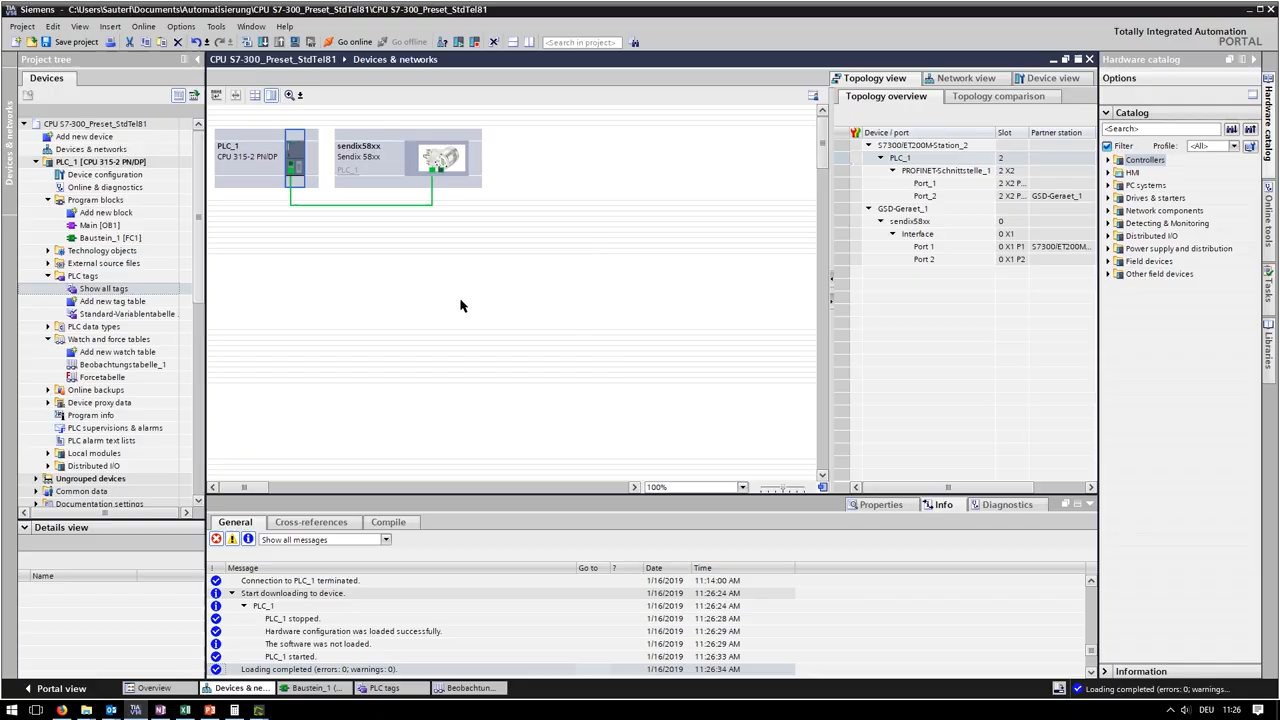 Siemens - C:\Users\Sauterf\Documents\Automatisierung\CPU S7-300_Preset_StdTel81\CPU S7-300_Preset_StdTel81
Project Edit View Insert Online Options Tools Window Help
Totally Integrated Automation
PORTAL
Save project Go online Go offline <Search in project>
Project tree
CPU S7-300_Preset_StdTel81 Devices & networks
Hardware catalog
Devices
Topology view Network view Device view
Options
Topology overview Topology comparison
Catalog
CPU S7-300_Preset_StdTel81
Add new device
Devices & networks
PLC_1 [CPU 315-2 PN/DP]
Device configuration
Online & diagnostics
Program blocks
Add new block
Main [OB1]
Baustein_1 [FC1]
Technology objects
External source files
PLC tags
Show all tags
Add new tag table
Standard-Variablentabelle
PLC data types
Watch and force tables
Add new watch table
Beobachtungstabelle_1
Forcetabelle
Online backups
Device proxy data
Program info
PLC supervisions & alarms
PLC alarm text lists
Local modules
Distributed I/O
Ungrouped devices
Common data
Documentation settings
Details view
Name
PLC_1
CPU 315-2 PN/DP
sendix58xx
Sendix 58xx
PLC_1
100%
Device / port Slot Partner station
S7300/ET200M-Station_2
PLC_1 2
PROFINET-Schnittstelle_1 2 X2
Port_1 2 X2 P...
Port_2 2 X2 P... GSD-Geraet_1
GSD-Geraet_1
sendix58xx 0
Interface 0 X1
Port 1 0 X1 P1 S7300/ET200M...
Port 2 0 X1 P2
<Search>
Filter Profile: <All>
Controllers
HMI
PC systems
Drives & starters
Network components
Detecting & Monitoring
Distributed I/O
Power supply and distribution
Field devices
Other field devices
Information
Devices & networks
Hardware catalog
Online tools
Tasks
Libraries
Properties Info Diagnostics
General Cross-references Compile
Show all messages
! Message Go to ? Date Time
Connection to PLC_1 terminated. 1/16/2019 11:14:00 AM
Start downloading to device. 1/16/2019 11:26:24 AM
PLC_1 1/16/2019 11:26:24 AM
PLC_1 stopped. 1/16/2019 11:26:28 AM
Hardware configuration was loaded successfully. 1/16/2019 11:26:29 AM
The software was not loaded. 1/16/2019 11:26:29 AM
PLC_1 started. 1/16/2019 11:26:33 AM
Loading completed (errors: 0; warnings: 0). 1/16/2019 11:26:34 AM
Portal view Overview Devices & ne... Baustein_1 (... PLC tags Beobachtun... Loading completed (errors: 0; warnings...
DEU 11:26